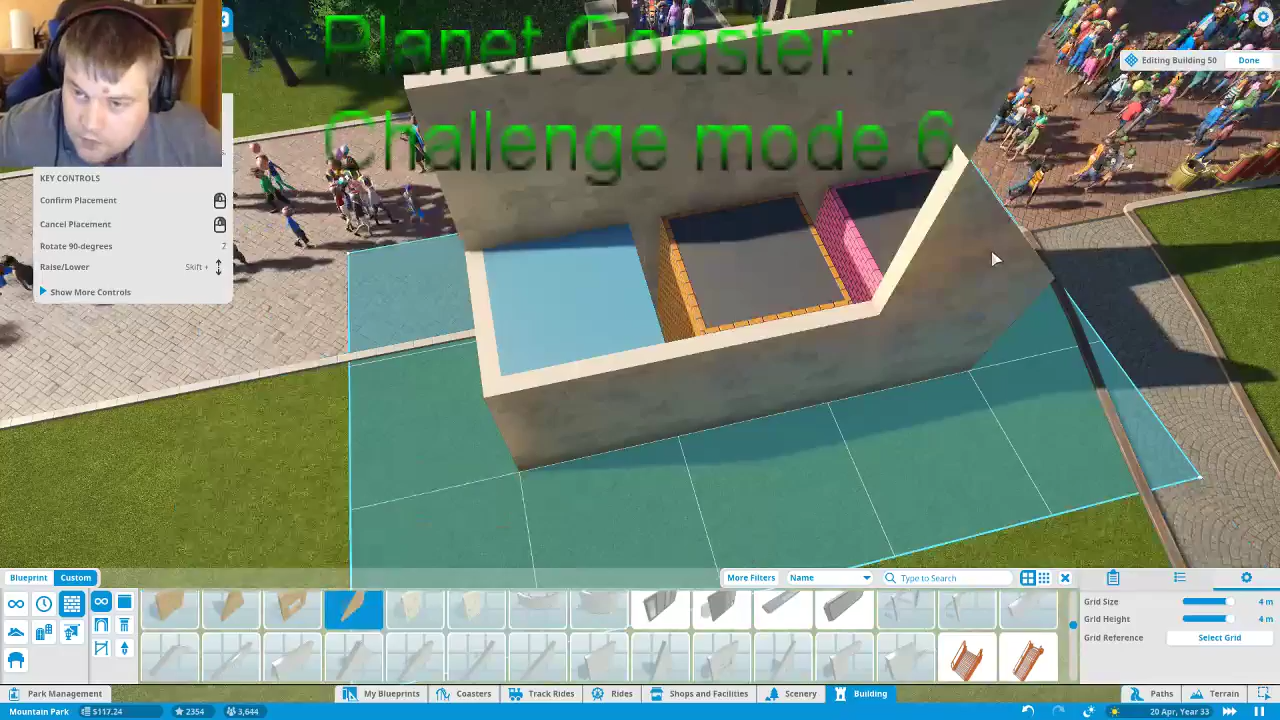 Planet Coaster:
Challenge mode 6
3
Editing Building 50
Done
KEY CONTROLS
Confirm Placement
Cancel Placement
Rotate 90-degrees Z
Raise/Lower Skift +
Show More Controls
Blueprint Custom
More Filters
Name
Type to Search
Grid Size 4 m
Grid Height 4 m
Grid Reference Select Grid
Park Management
My Blueprints
Coasters
Track Rides
Rides
Shops and Facilities
Scenery
Building
Paths
Terrain
Mountain Park $117.24 2354 3,644
20 Apr, Year 33